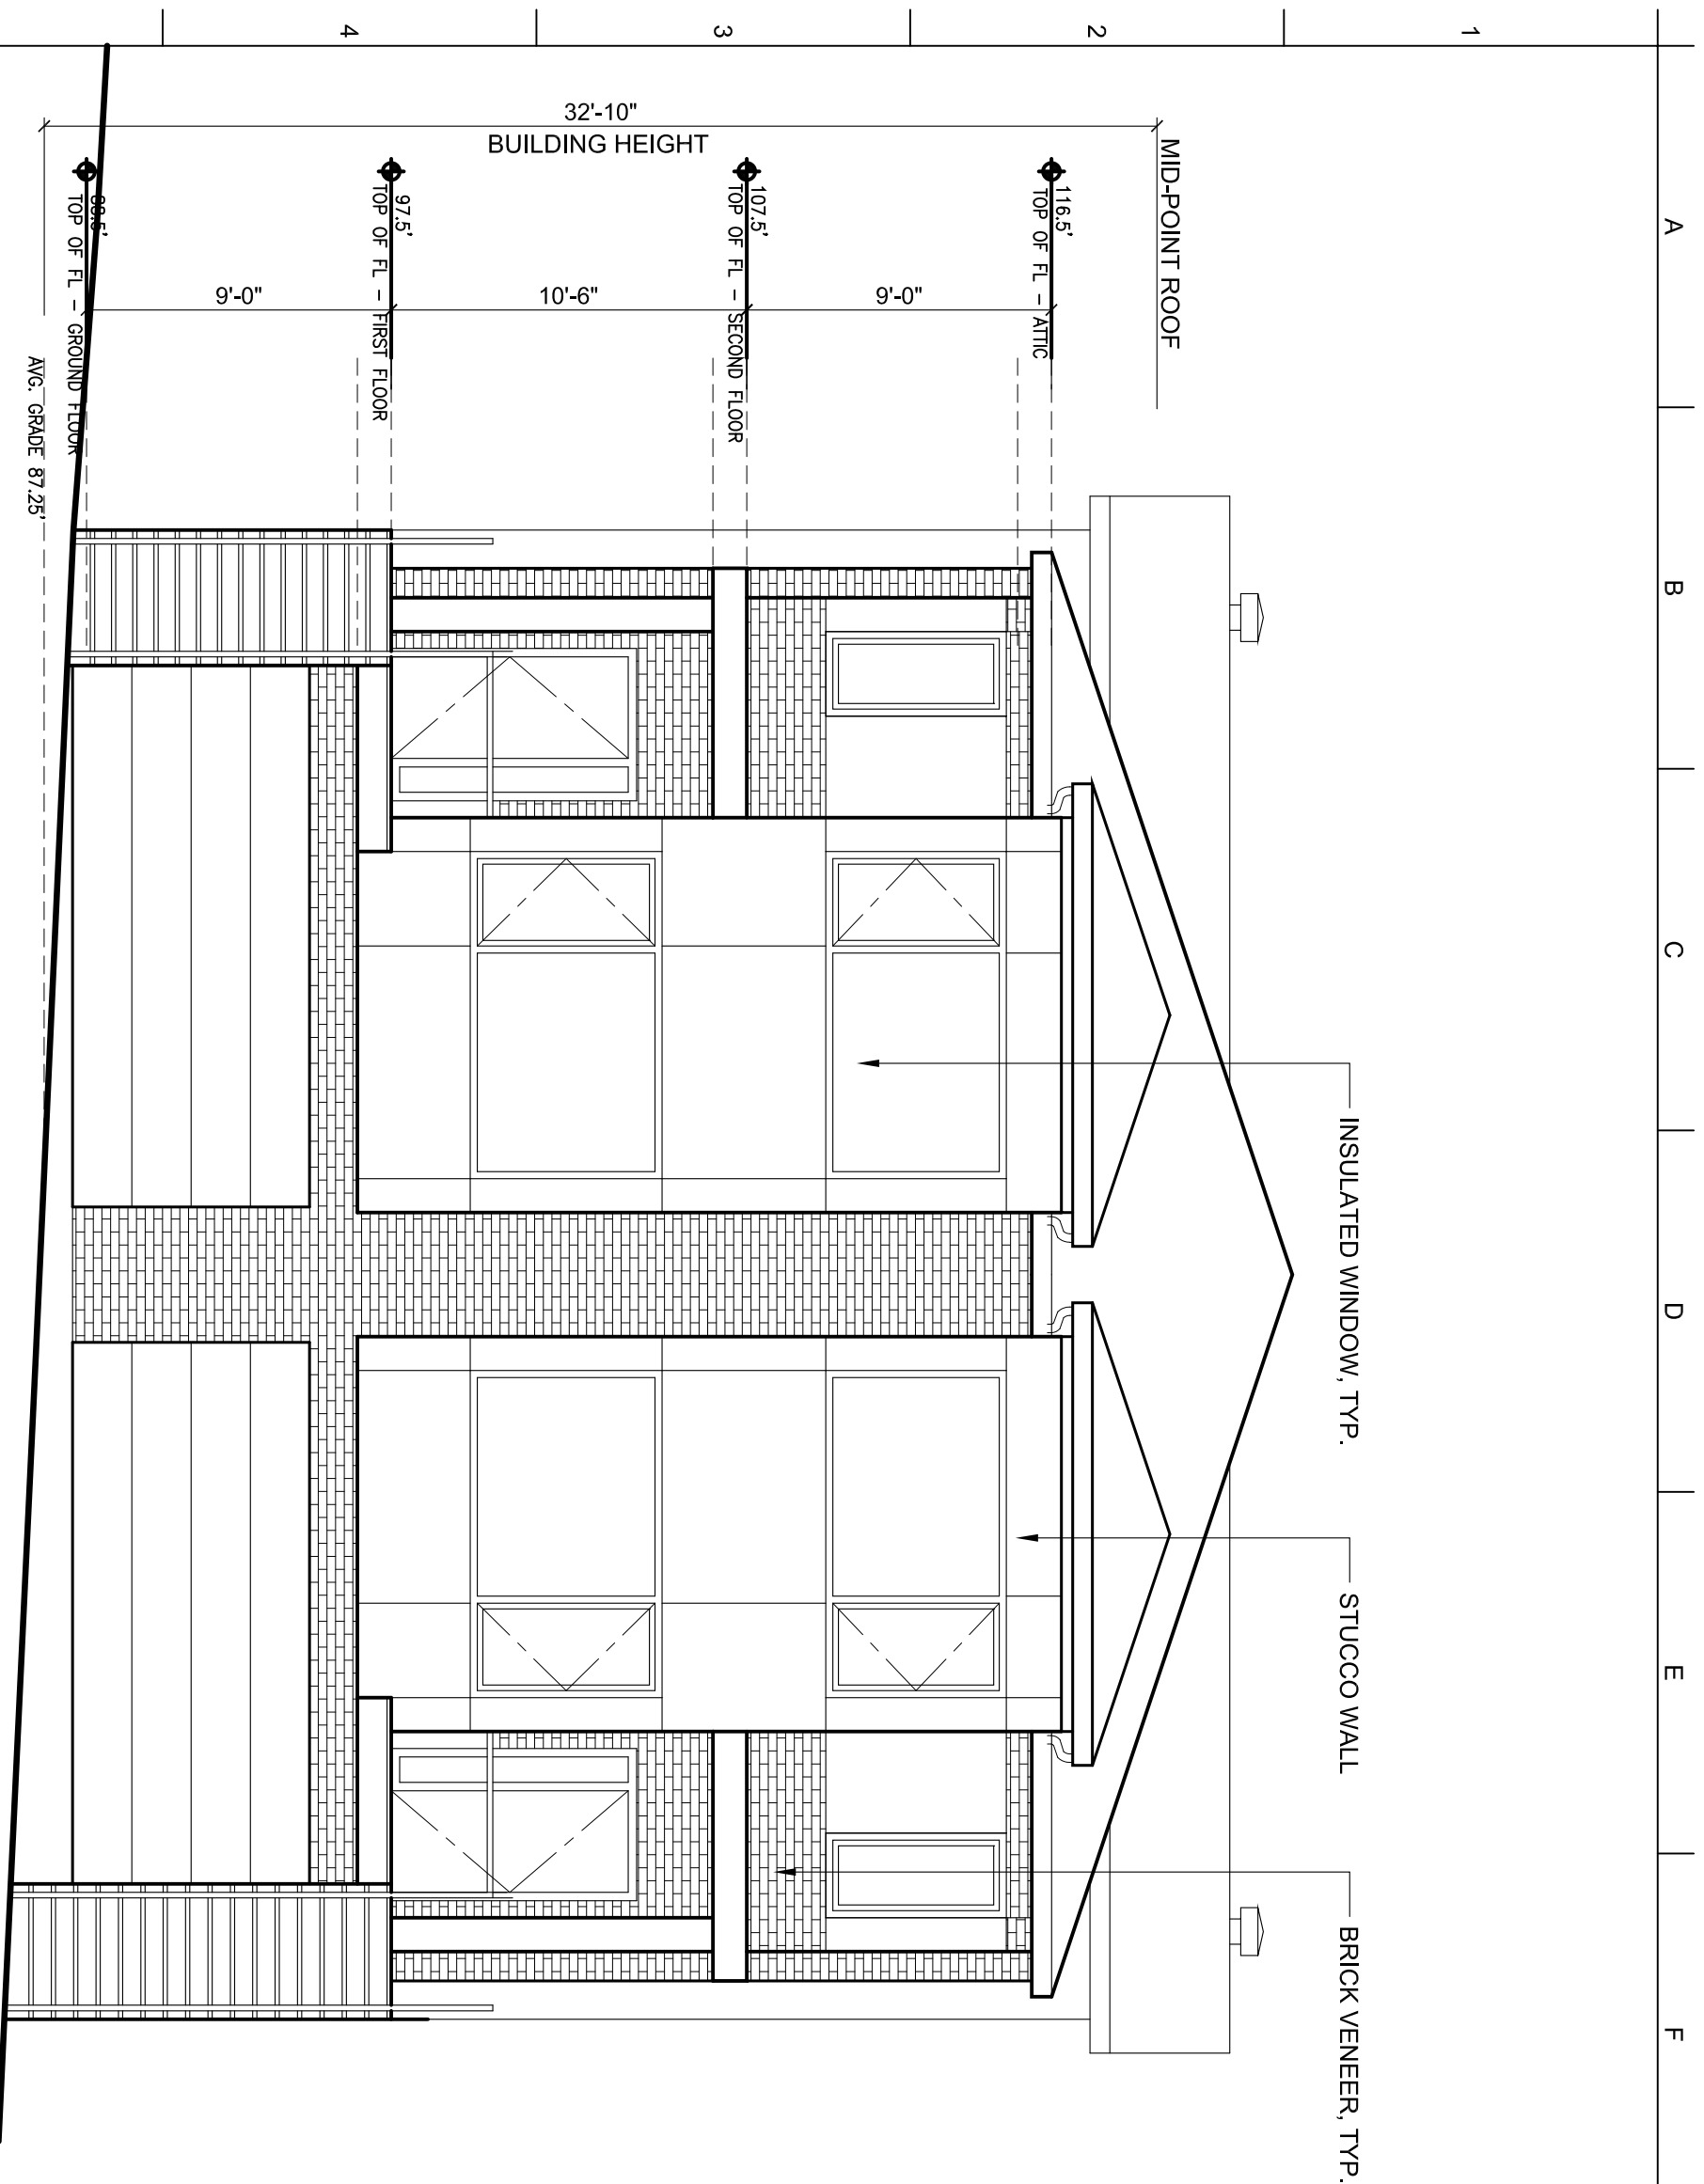 A
B
C
D
E
F
1
2
3
4
INSULATED WINDOW, TYP.
STUCCO WALL
BRICK VENEER, TYP.
MID-POINT ROOF
116.5'
TOP OF FL - ATTIC
9'-0"
107.5'
TOP OF FL - SECOND FLOOR
32'-10"
BUILDING HEIGHT
10'-6"
97.5'
TOP OF FL - FIRST FLOOR
9'-0"
88.5'
TOP OF FL - GROUND FLOOR
AVG. GRADE 87.25'